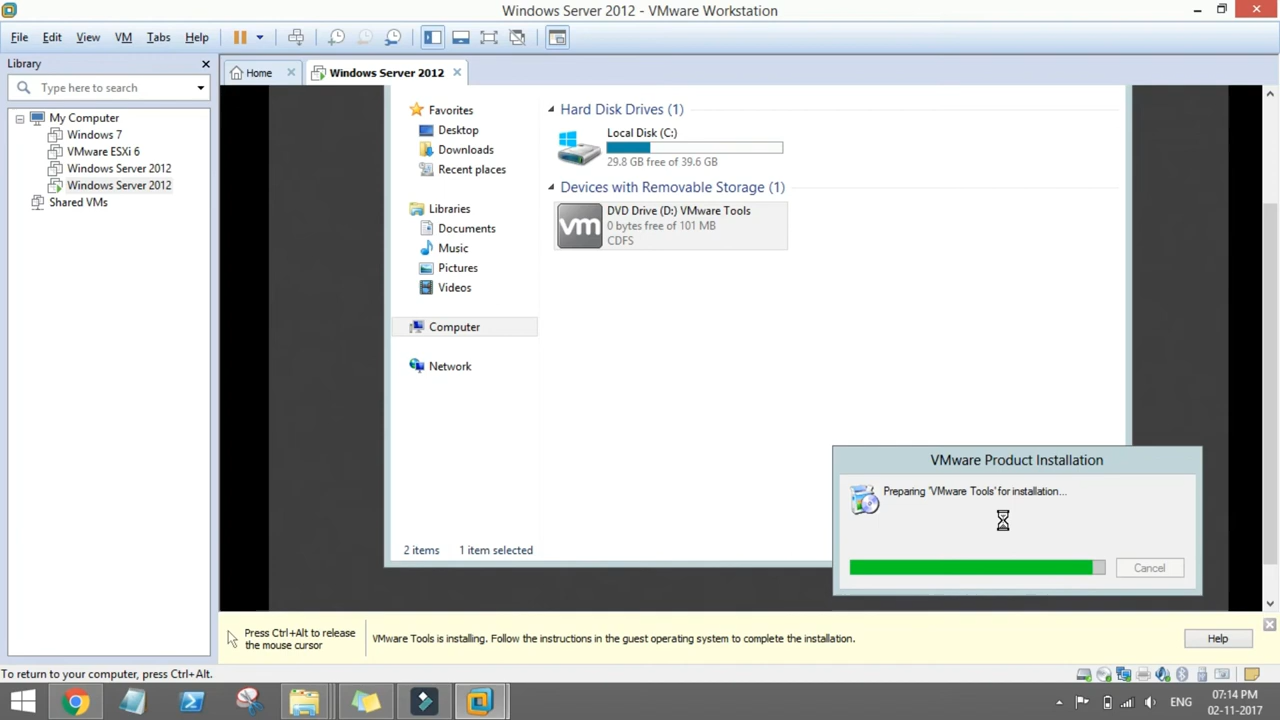 Windows Server 2012 - VMware Workstation
File Edit View VM Tabs Help
Library
Type here to search
My Computer
Windows 7
VMware ESXi 6
Windows Server 2012
Windows Server 2012
Shared VMs
Home
Windows Server 2012
Favorites
Desktop
Downloads
Recent places
Libraries
Documents
Music
Pictures
Videos
Computer
Network
Hard Disk Drives (1)
Local Disk (C:)
29.8 GB free of 39.6 GB
Devices with Removable Storage (1)
vm
DVD Drive (D:) VMware Tools
0 bytes free of 101 MB
CDFS
2 items 1 item selected
VMware Product Installation
Preparing 'VMware Tools' for installation...
Cancel
Press Ctrl+Alt to release
the mouse cursor
VMware Tools is installing. Follow the instructions in the guest operating system to complete the installation.
Help
To return to your computer, press Ctrl+Alt.
ENG
07:14 PM
02-11-2017